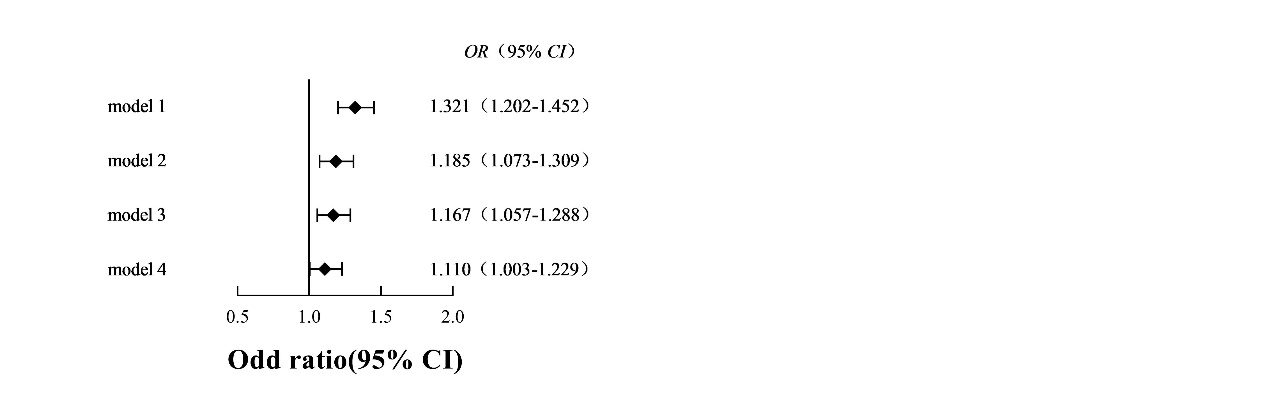 OR（95% CI）
model 1 1.321（1.202-1.452）
model 2 1.185（1.073-1.309）
model 3 1.167（1.057-1.288）
model 4 1.110（1.003-1.229）
0.5 1.0 1.5 2.0
Odd ratio(95% CI)